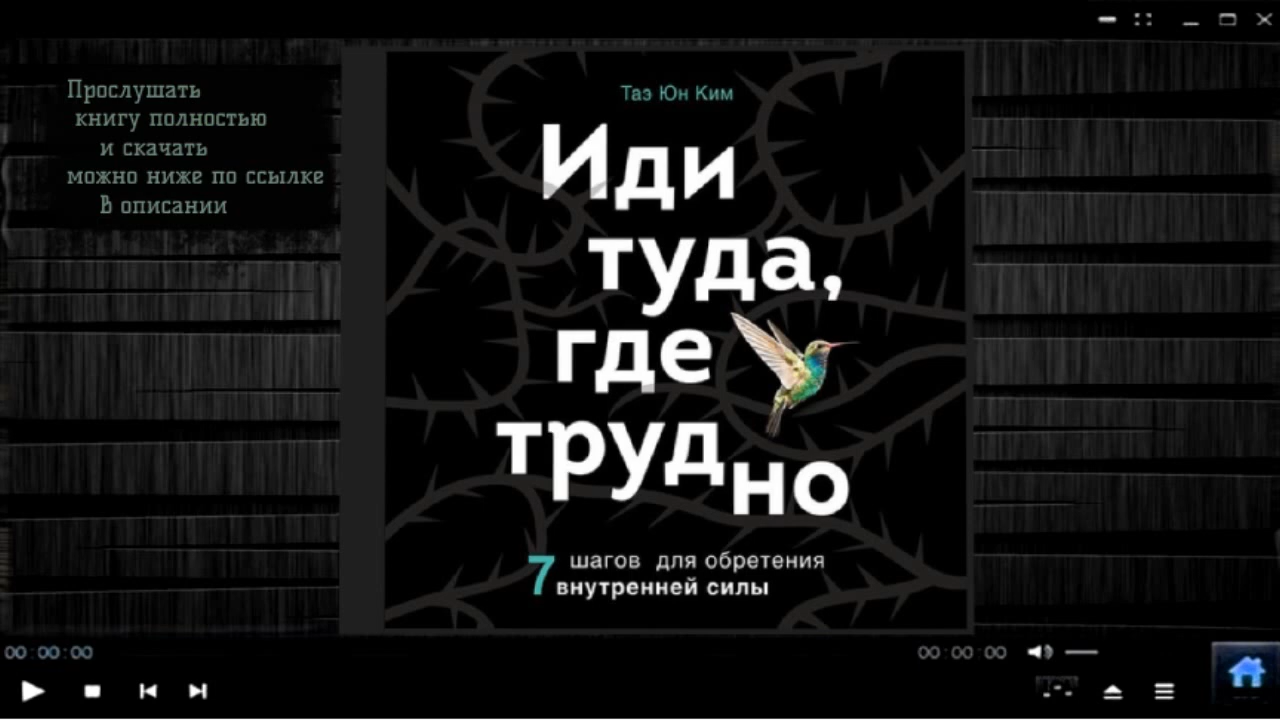 Прослушать
книгу полностью
и скачать
можно ниже по ссылке
В описании
Таэ Юн Ким
Иди
туда,
где
трудно
7 шагов для обретения
внутренней силы
00:00:00
00:00:00